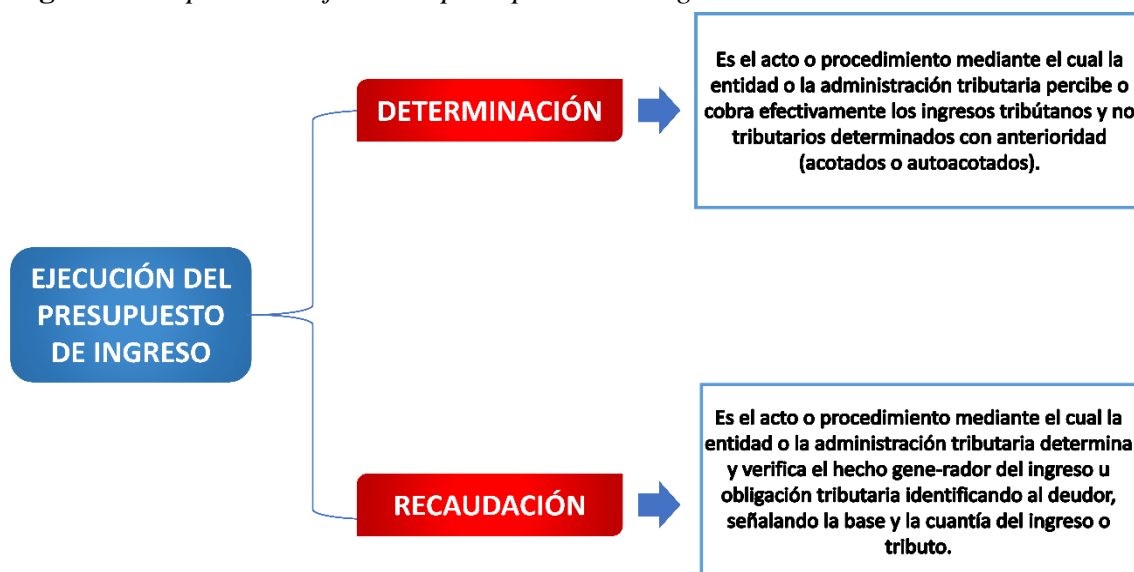 DETERMINACIÓN
Es el acto o procedimiento mediante el cual la
entidad o la administración tributaria percibe o
cobra efectivamente los ingresos tribútanos y no
tributarios determinados con anterioridad
(acotados o autoacotados).
EJECUCIÓN DEL
PRESUPUESTO
DE INGRESO
RECAUDACIÓN
Es el acto o procedimiento mediante el cual la
entidad o la administración tributaria determina
y verifica el hecho gene-rador del ingreso u
obligación tributaria identificando al deudor,
señalando la base y la cuantía del ingreso o
tributo.